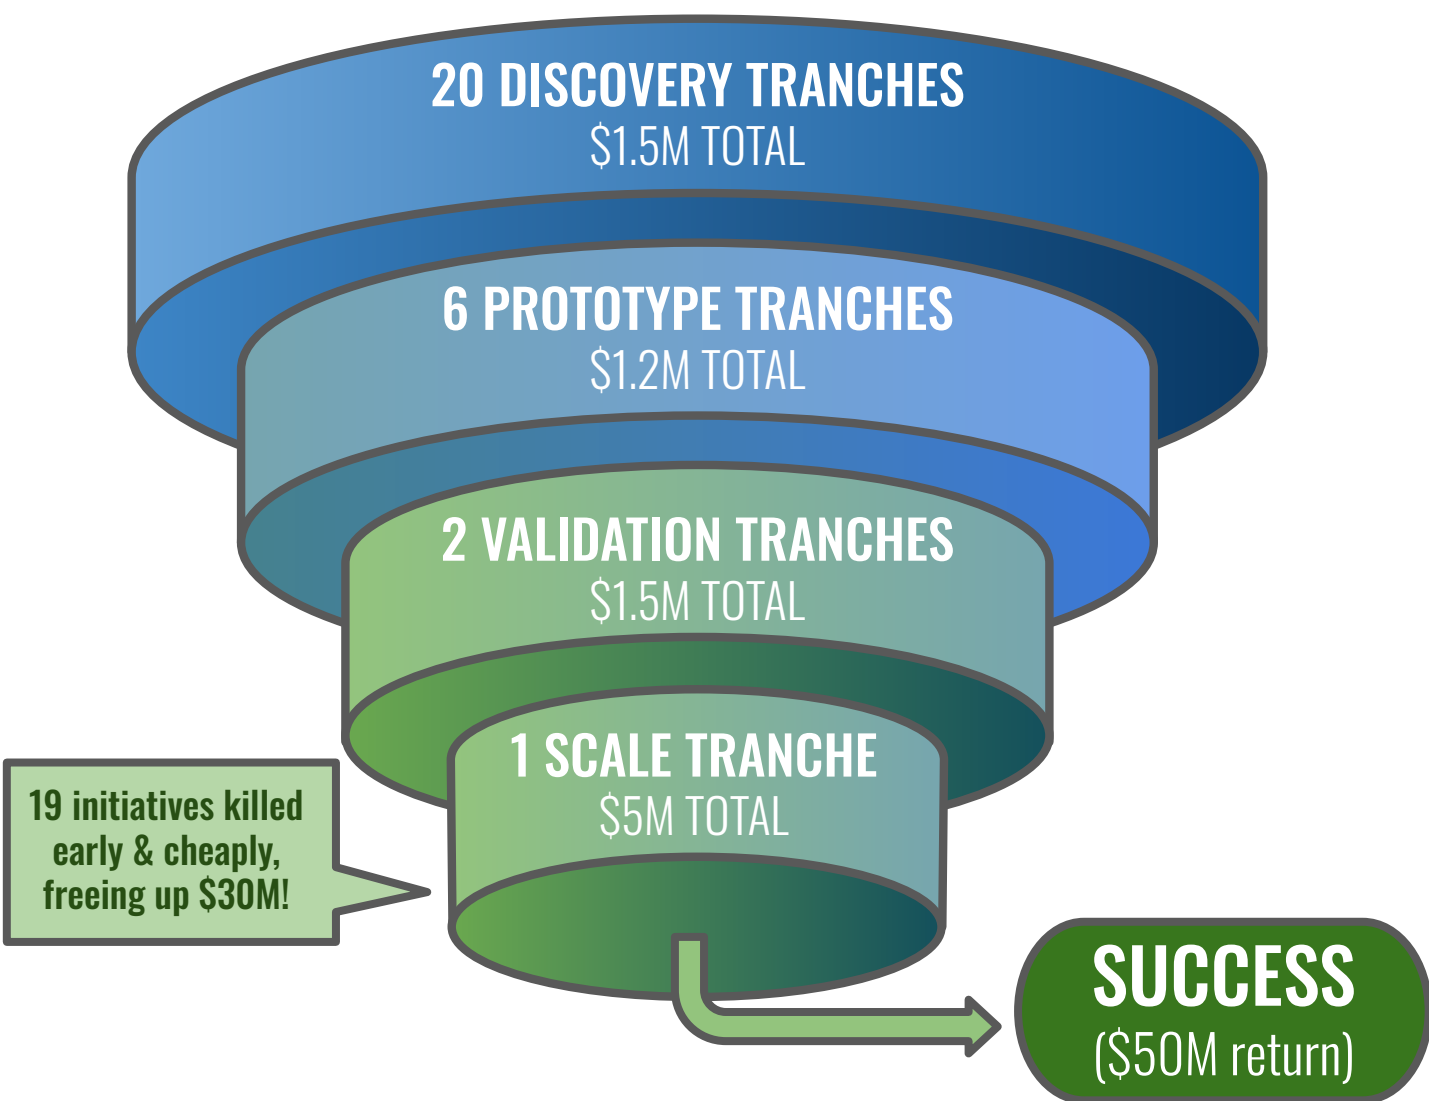 20 DISCOVERY TRANCHES
$1.5M TOTAL
6 PROTOTYPE TRANCHES
$1.2M TOTAL
2 VALIDATION TRANCHES
$1.5M TOTAL
1 SCALE TRANCHE
$5M TOTAL
19 initiatives killed
early & cheaply,
freeing up $30M!
SUCCESS
($50M return)